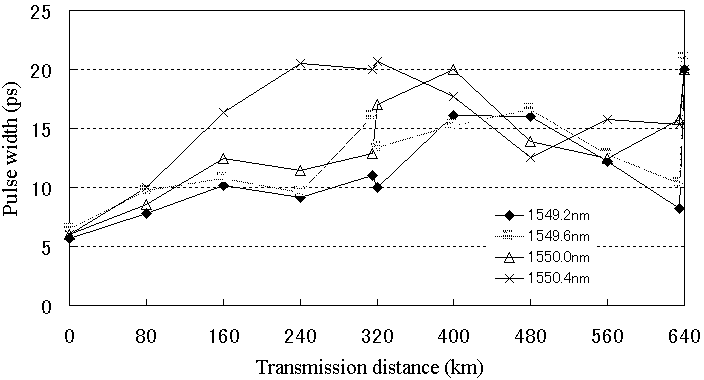 25
20
15
10
5
0
Pulse width (ps)
1549.2nm
1549.6nm
1550.0nm
1550.4nm
0 80 160 240 320 400 480 560 640
Transmission distance (km)